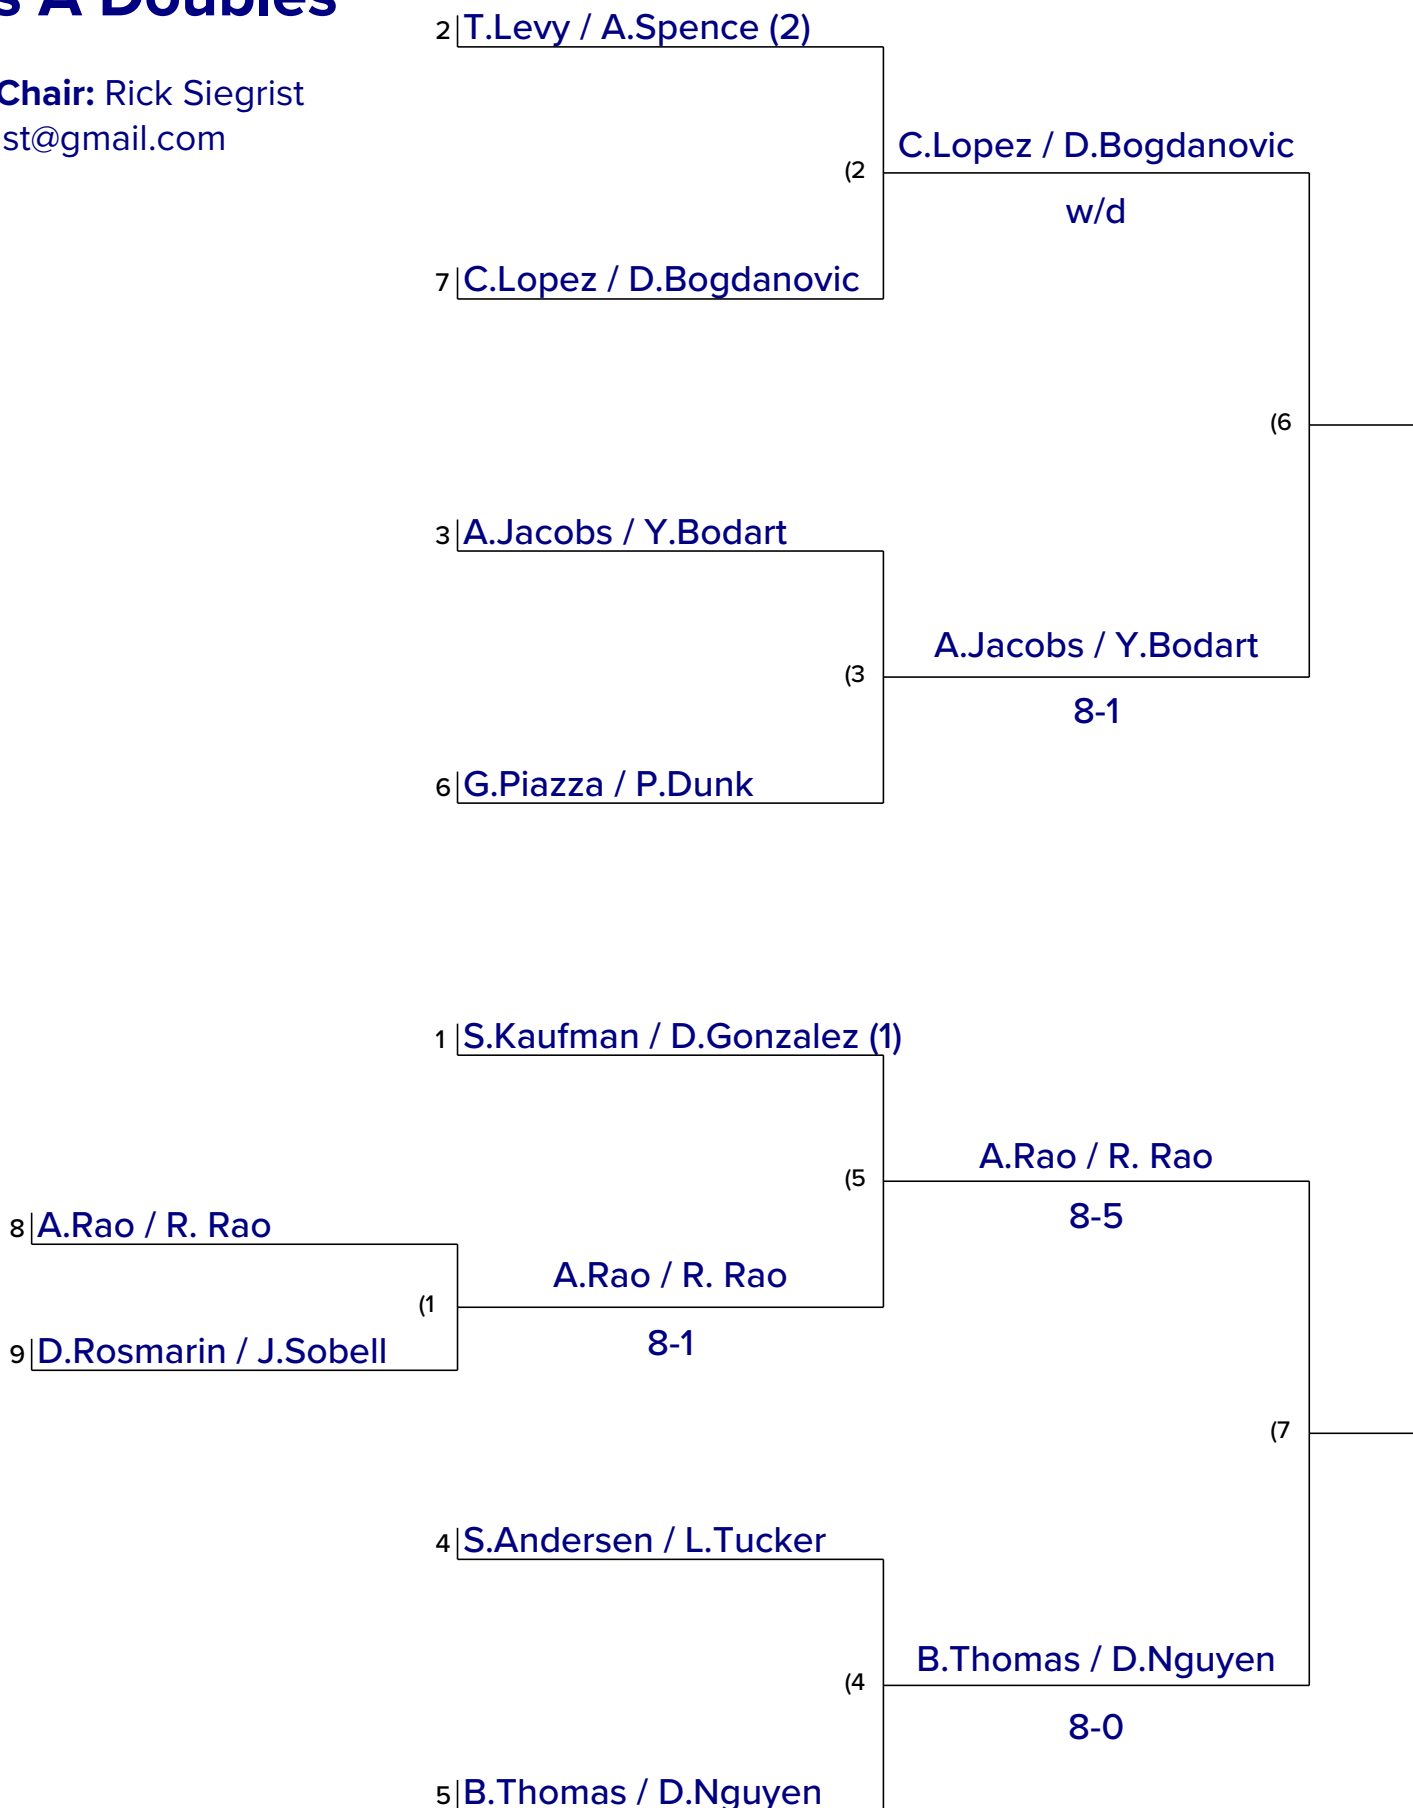 s A Doubles
2 T.Levy / A.Spence (2)
Chair: Rick Siegrist
st@gmail.com
C.Lopez / D.Bogdanovic
(2
w/d
7 C.Lopez / D.Bogdanovic
(6
3 A.Jacobs / Y.Bodart
A.Jacobs / Y.Bodart
(3
8-1
6 G.Piazza / P.Dunk
1 S.Kaufman / D.Gonzalez (1)
A.Rao / R. Rao
(5
8-5
8 A.Rao / R. Rao
A.Rao / R. Rao
(1
8-1
9 D.Rosmarin / J.Sobell
(7
4 S.Andersen / L.Tucker
B.Thomas / D.Nguyen
(4
8-0
5 B.Thomas / D.Nguyen